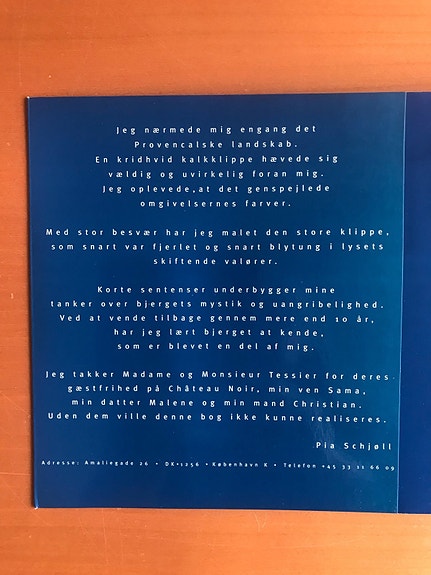 Jeg nærmede mig engang det
Provencalske landskab.
En kridhvid kalkklippe hævede sig
vældig og uvirkelig foran mig.
Jeg oplevede,at det genspejlede
omgivelsernes farver.
Med stor besvær har jeg malet den store klippe,
som snart var fjerlet og snart blytung i lysets
skiftende valører.
Korte sentenser underbygger mine
tanker over bjergets mystik og uangribelighed.
Ved at vende tilbage gennem mere end 10 år,
har jeg lært bjerget at kende,
som er blevet en del af mig.
Jeg takker Madame og Monsieur Tessier for deres
gæstfrihed på Château Noir, min ven Sama,
min datter Malene og min mand Christian.
Uden dem ville denne bog ikke kunne realiseres.
Pia Schjøll
Adresse: Amaliegade 26 • DK-1256 • København K • Telefon +45 33 11 66 09